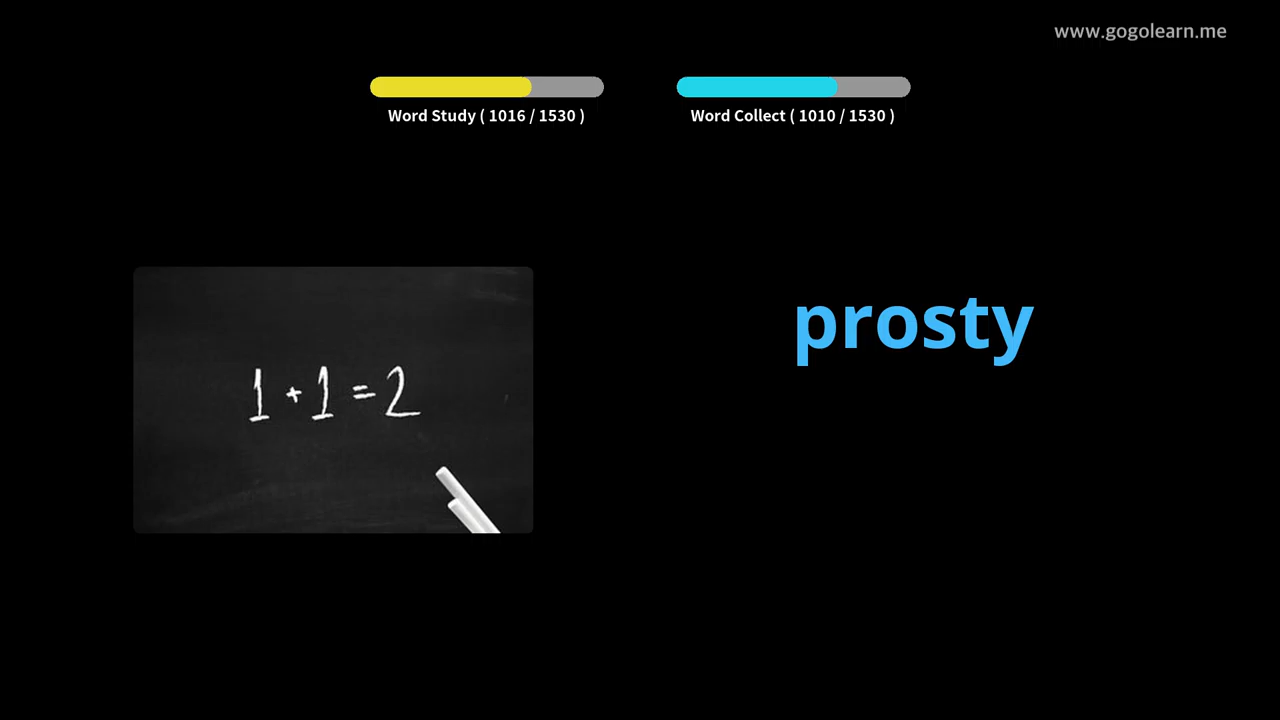 www.gogolearn.me
Word Study ( 1016 / 1530 )
Word Collect ( 1010 / 1530 )
prosty
1 + 1 = 2